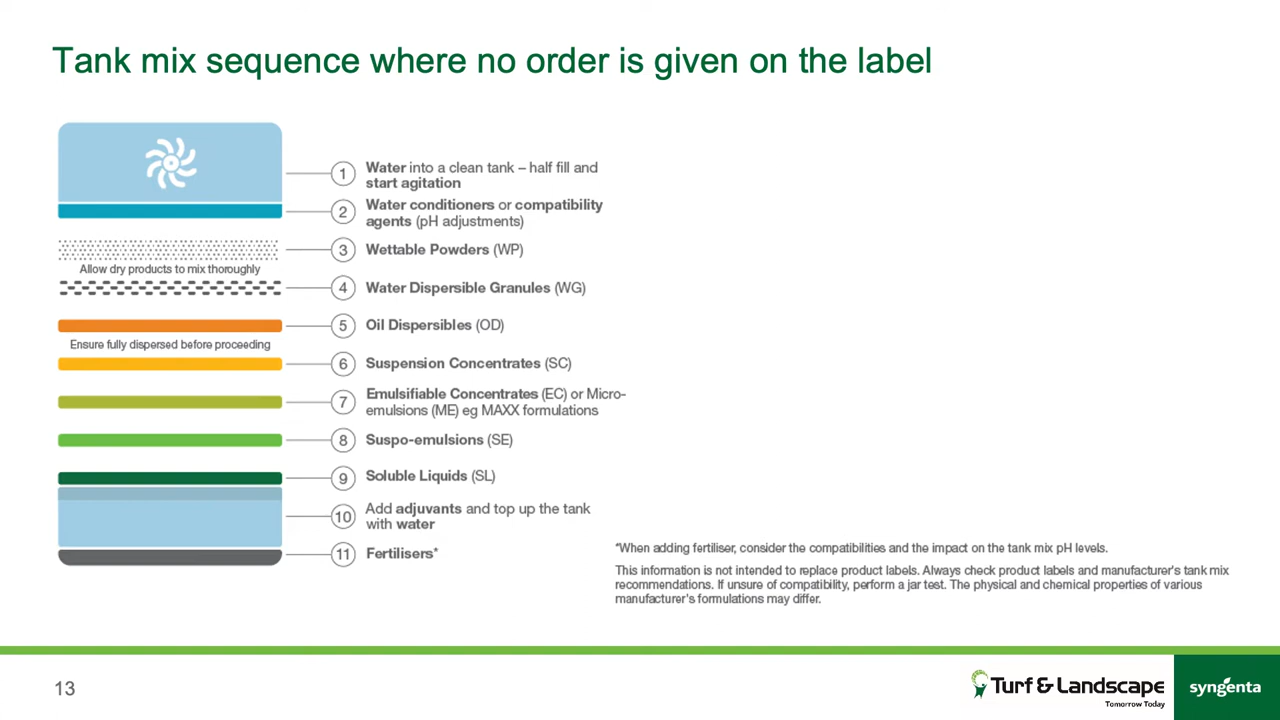 Tank mix sequence where no order is given on the label
1 Water into a clean tank – half fill and
start agitation
2 Water conditioners or compatibility
agents (pH adjustments)
3 Wettable Powders (WP)
Allow dry products to mix thoroughly
4 Water Dispersible Granules (WG)
5 Oil Dispersibles (OD)
Ensure fully dispersed before proceeding
6 Suspension Concentrates (SC)
7 Emulsifiable Concentrates (EC) or Micro-
emulsions (ME) eg MAXX formulations
8 Suspo-emulsions (SE)
9 Soluble Liquids (SL)
10 Add adjuvants and top up the tank
with water
11 Fertilisers*
*When adding fertiliser, consider the compatibilities and the impact on the tank mix pH levels.
This information is not intended to replace product labels. Always check product labels and manufacturer's tank mix
recommendations. If unsure of compatibility, perform a jar test. The physical and chemical properties of various
manufacturer's formulations may differ.
13
Turf & Landscape
Tomorrow Today
syngenta